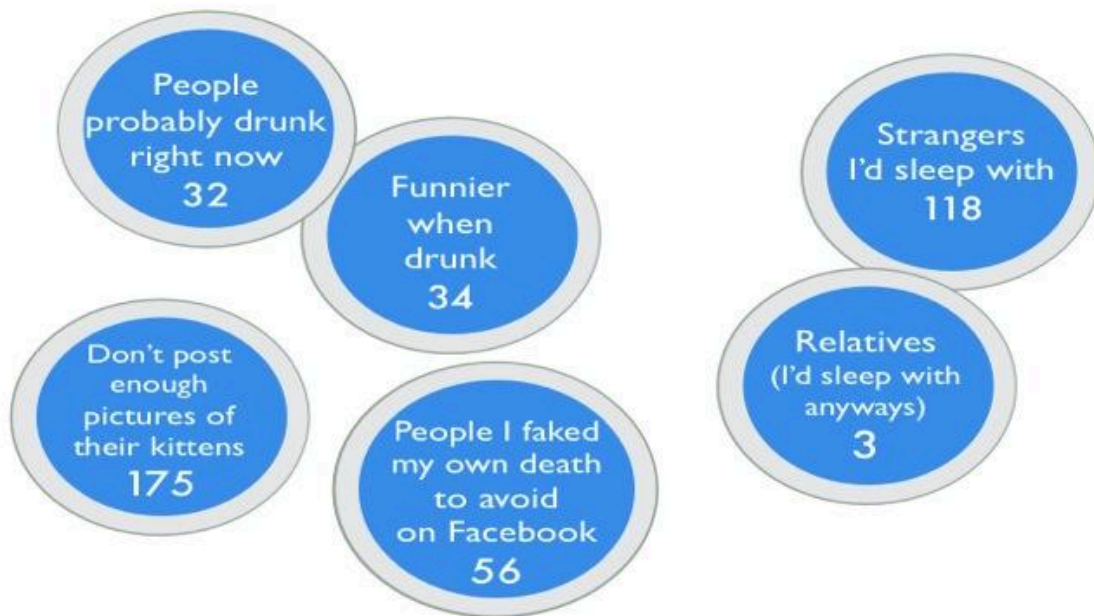 People
probably drunk
right now
32
Funnier
when
drunk
34
Strangers
I'd sleep with
118
Relatives
(I'd sleep with
anyways)
3
Don't post
enough
pictures of
their kittens
175
People I faked
my own death
to avoid
on Facebook
56